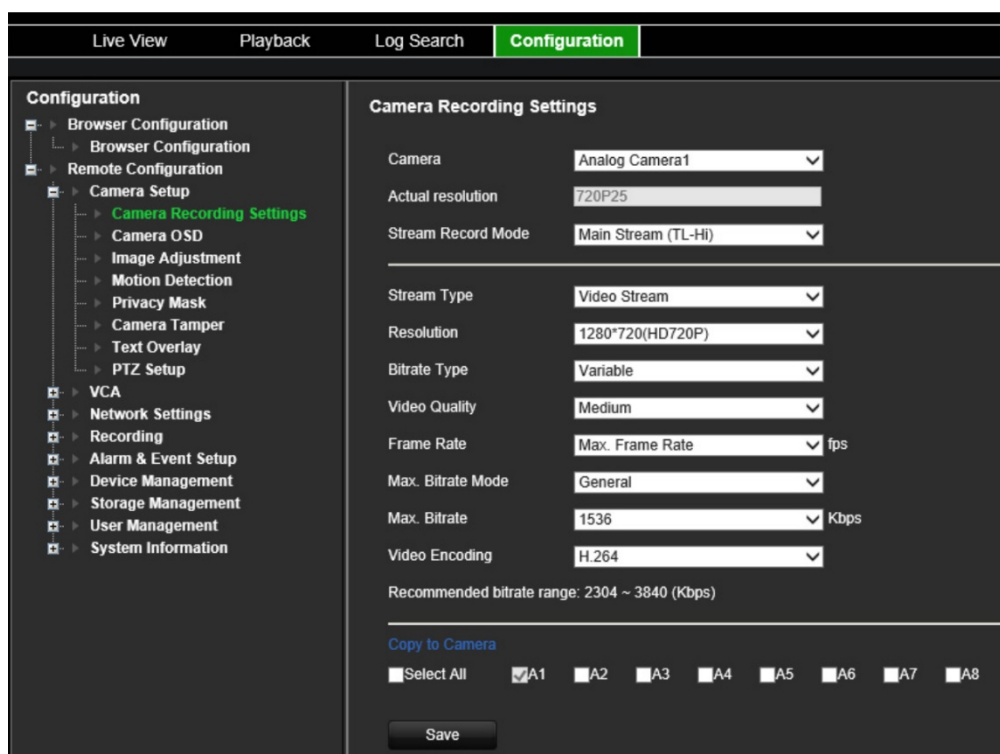 Live View Playback Log Search Configuration
Configuration
Browser Configuration
Browser Configuration
Remote Configuration
Camera Setup
Camera Recording Settings
Camera OSD
Image Adjustment
Motion Detection
Privacy Mask
Camera Tamper
Text Overlay
PTZ Setup
VCA
Network Settings
Recording
Alarm & Event Setup
Device Management
Storage Management
User Management
System Information
Camera Recording Settings
Camera Analog Camera1
Actual resolution 720P25
Stream Record Mode Main Stream (TL-Hi)
Stream Type Video Stream
Resolution 1280*720(HD720P)
Bitrate Type Variable
Video Quality Medium
Frame Rate Max. Frame Rate fps
Max. Bitrate Mode General
Max. Bitrate 1536 Kbps
Video Encoding H.264
Recommended bitrate range: 2304 ~ 3840 (Kbps)
Copy to Camera
Select All A1 A2 A3 A4 A5 A6 A7 A8
Save